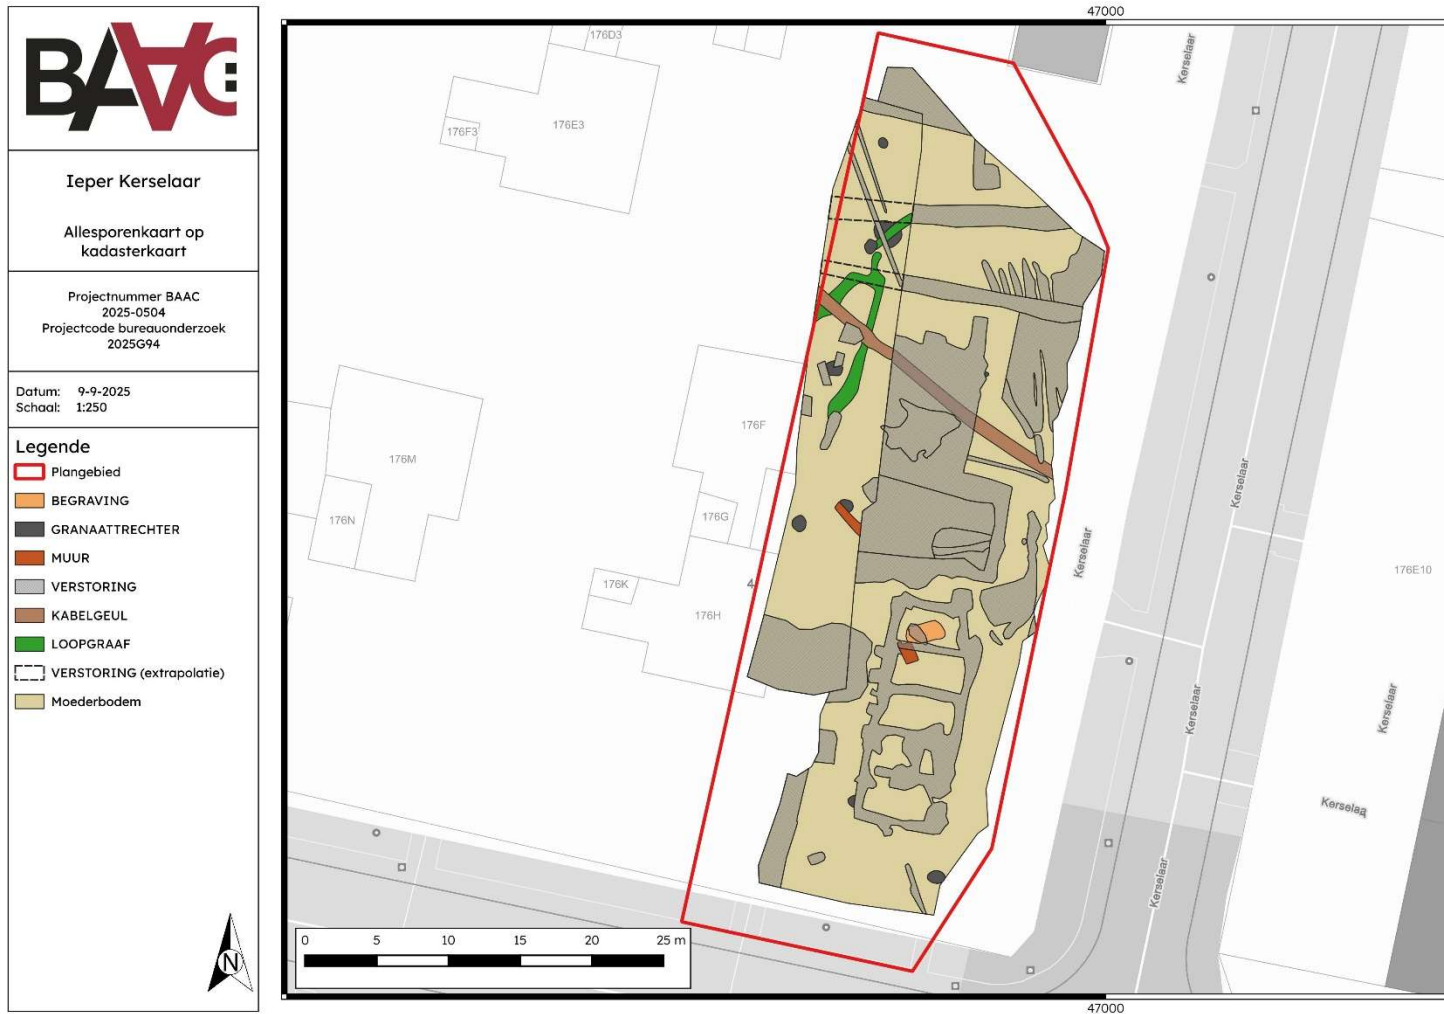 BAAC
Ieper Kerselaar
Allesporenkaart op
kadasterkaart
Projectnummer BAAC
2025-0504
Projectcode bureauonderzoek
2025G94
Datum: 9-9-2025
Schaal: 1:250
Legende
Plangebied
BEGRAVING
GRANAATTRECHTER
MUUR
VERSTORING
KABELGEUL
LOOPGRAAF
VERSTORING (extrapolatie)
Moederbodem
N
47000
176D3
176E3
176F3
Kerselaar
176F
176M
176N
176G
176K
4
176H
Kerselaar
Kerselaar
176E10
Kerselaar
Kerselaar
Kerselaar
0 5 10 15 20 25 m
47000